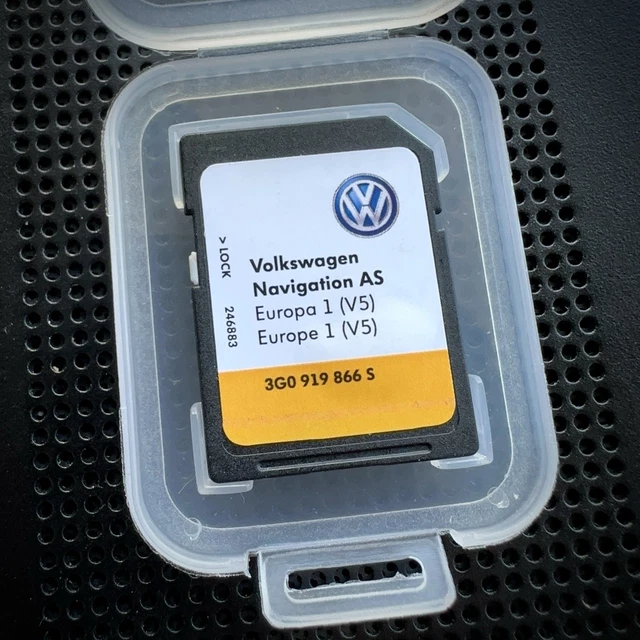 Volkswagen
Navigation AS
Europa 1 (V5)
Europe 1 (V5)
3G0 919 866 S
> LOCK 246883